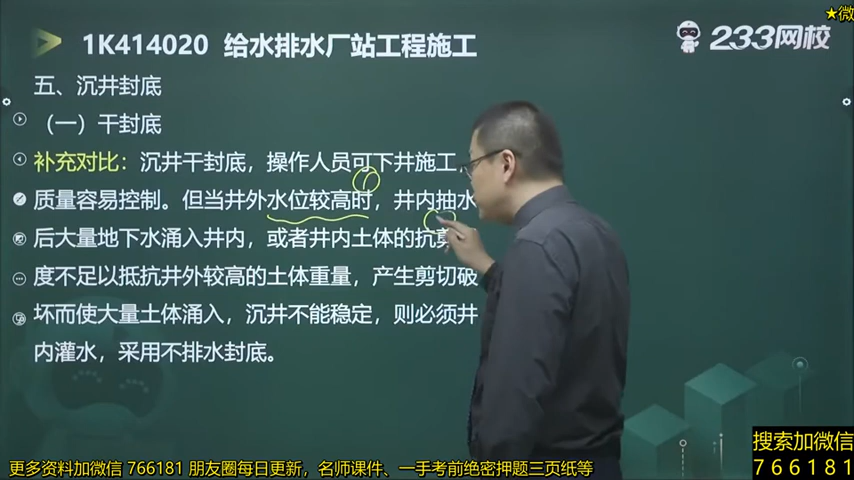 ★微
1K414020 给水排水厂站工程施工
233网校
五、沉井封底
（一）干封底
补充对比：沉井干封底，操作人员可下井施工，
质量容易控制。但当井外水位较高时，井内抽水
后大量地下水涌入井内，或者井内土体的抗剪
度不足以抵抗井外较高的土体重量，产生剪切破
坏而使大量土体涌入，沉井不能稳定，则必须井
内灌水，采用不排水封底。
搜索加微信
766181
更多资料加微信 766181 朋友圈每日更新，名师课件、一手考前绝密押题三页纸等